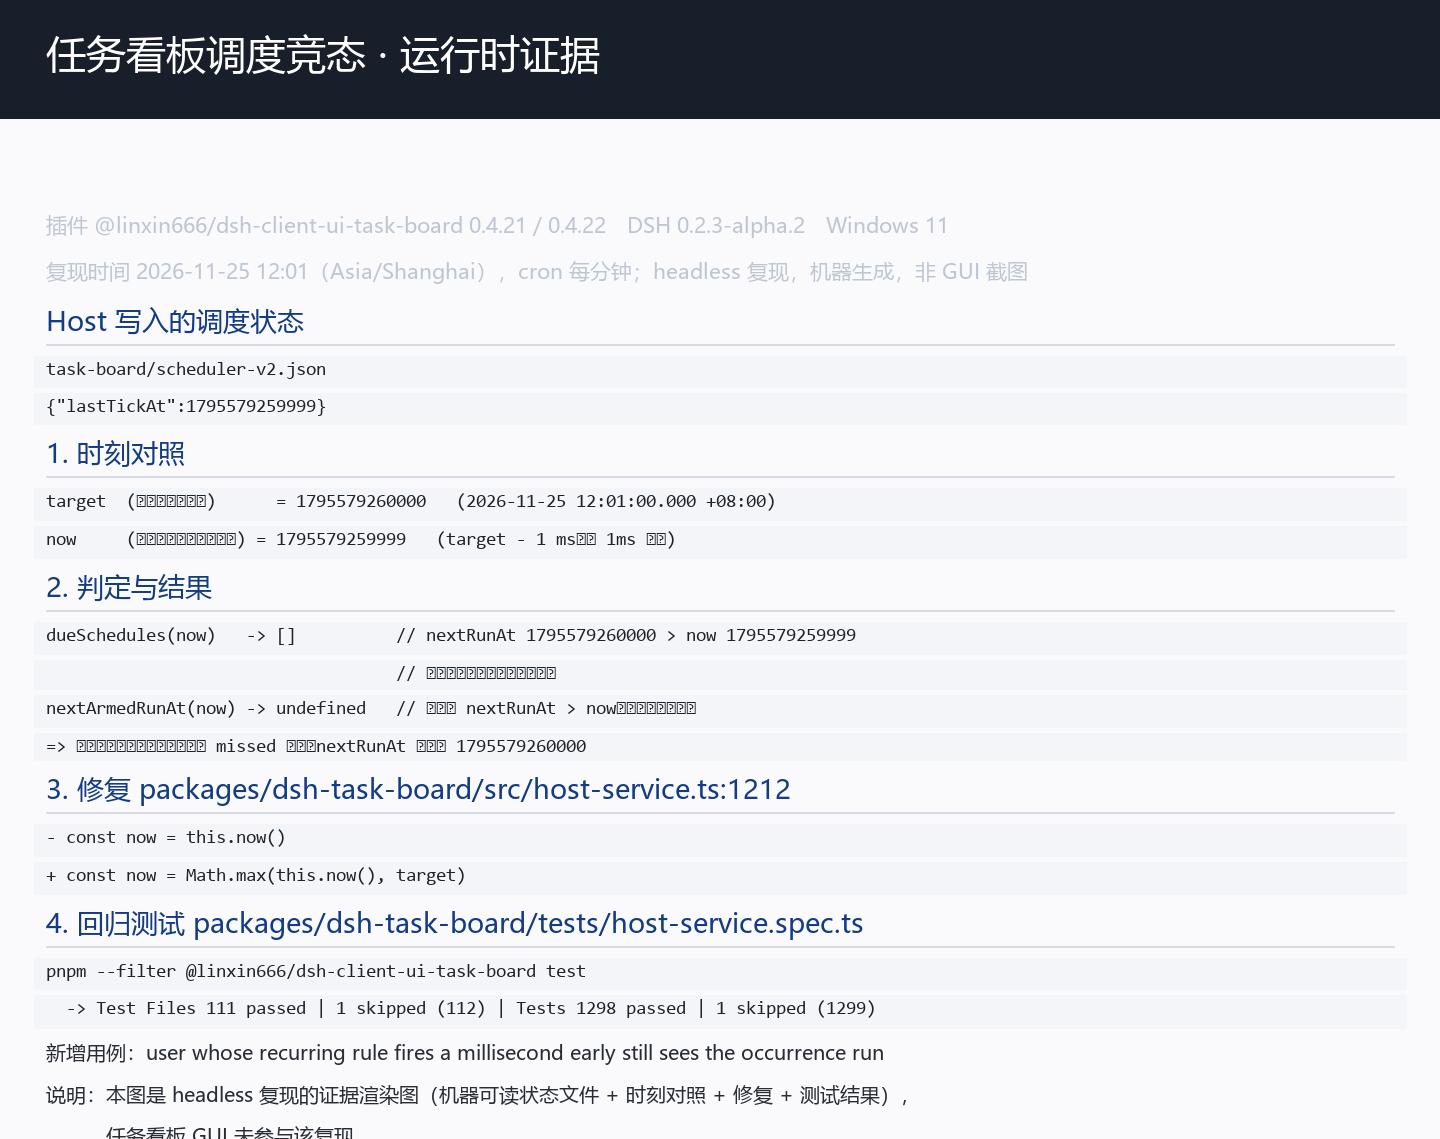 任务看板调度竞态 · 运行时证据
插件 @linxin666/dsh-client-ui-task-board 0.4.21 / 0.4.22 DSH 0.2.3-alpha.2 Windows 11
复现时间 2026-11-25 12:01（Asia/Shanghai），cron 每分钟；headless 复现，机器生成，非 GUI 截图
Host 写入的调度状态
task-board/scheduler-v2.json
{"lastTickAt":1795579259999}
1. 时刻对照
target ( ) = 1795579260000 (2026-11-25 12:01:00.000 +08:00)
now ( ) = 1795579259999 (target - 1 ms 1ms )
2. 判定与结果
dueSchedules(now) -> [] // nextRunAt 1795579260000 > now 1795579259999
//
nextArmedRunAt(now) -> undefined // nextRunAt > now
=> missed nextRunAt 1795579260000
3. 修复 packages/dsh-task-board/src/host-service.ts:1212
- const now = this.now()
+ const now = Math.max(this.now(), target)
4. 回归测试 packages/dsh-task-board/tests/host-service.spec.ts
pnpm --filter @linxin666/dsh-client-ui-task-board test
-> Test Files 111 passed | 1 skipped (112) | Tests 1298 passed | 1 skipped (1299)
新增用例：user whose recurring rule fires a millisecond early still sees the occurrence run
说明：本图是 headless 复现的证据渲染图（机器可读状态文件 + 时刻对照 + 修复 + 测试结果），
任务看板 GUI 未参与该复现